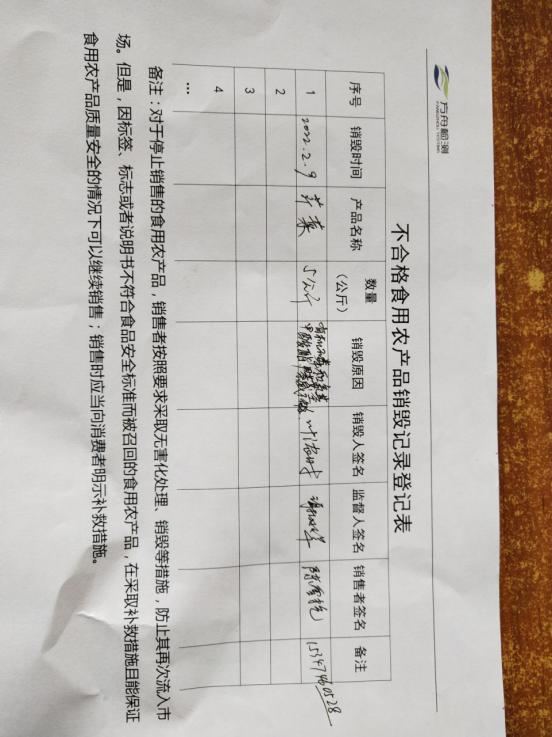 方舟检测
FANGZHOU TESTING
不合格食用农产品销毁记录登记表
序号 销毁时间 产品名称 数量（公斤） 销毁原因 销毁人签名 监督人签名 销售者签名 备注
1 2022.2.9 芹菜 5公斤 15347460528
2
3
4
...
备注：对于停止销售的食用农产品，销售者按照要求采取无害化处理、销毁等措施，防止其再次流入市
场。但是，因标签、标志或者说明书不符合食品安全标准而被召回的食用农产品，在采取补救措施且能保证
食用农产品质量安全的情况下可以继续销售；销售时应当向消费者明示补救措施。